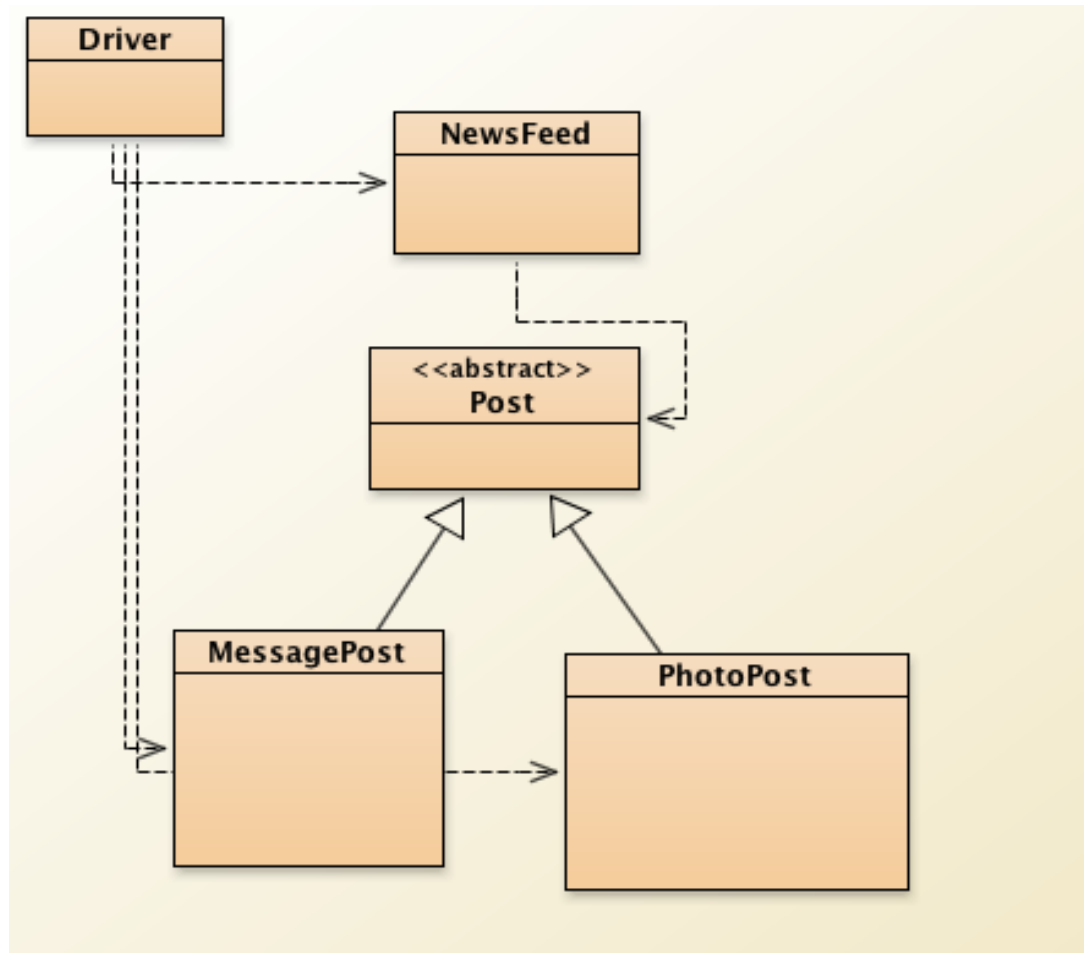 Driver
NewsFeed
<<abstract>>
Post
MessagePost
PhotoPost